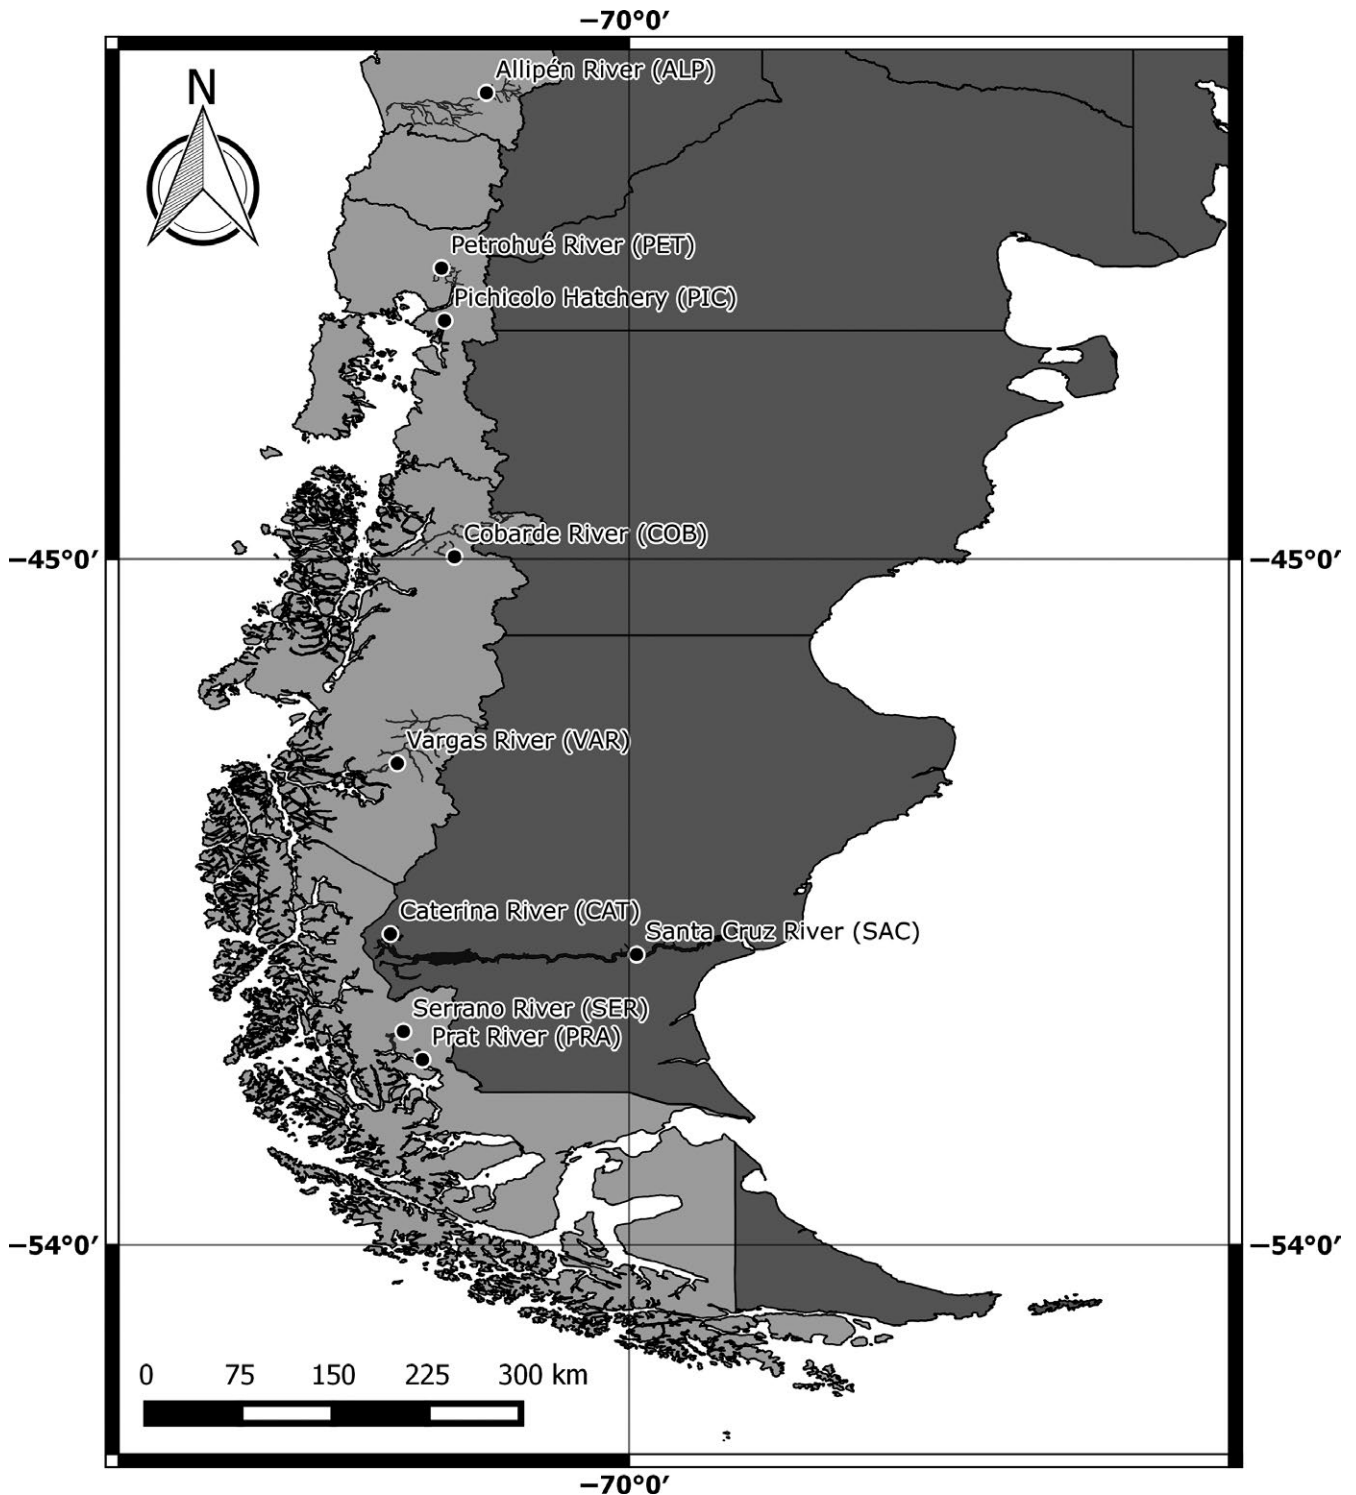 −70°0′
N
Allipén River (ALP)
Petrohué River (PET)
Pichicolo Hatchery (PIC)
Cobarde River (COB)
−45°0′
−45°0′
Vargas River (VAR)
Caterina River (CAT)
Santa Cruz River (SAC)
Serrano River (SER)
Prat River (PRA)
−54°0′
−54°0′
0 75 150 225 300 km
−70°0′